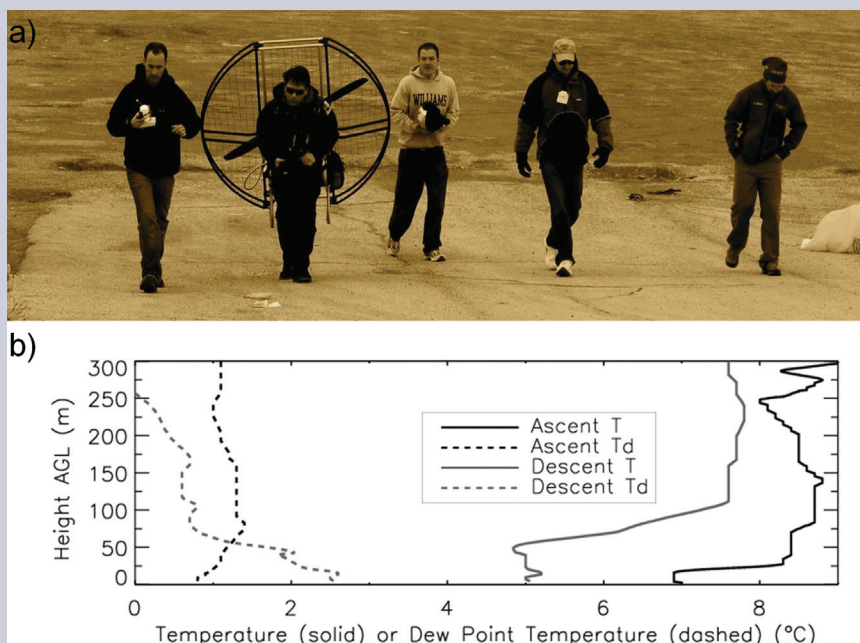 a)
WILLIAMS
b)
300
250
200
150
100
50
0
Height AGL (m)
Ascent T
Ascent Td
Descent T
Descent Td
0 2 4 6 8
Temperature (solid) or Dew Point Temperature (dashed) (°C)